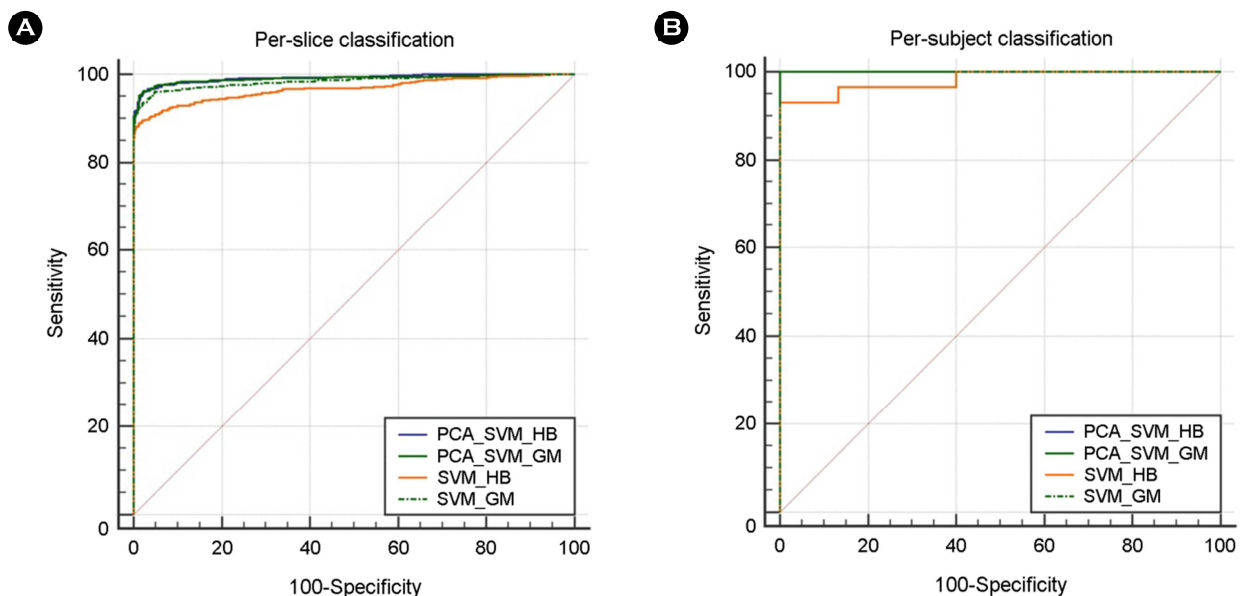 A
Per-slice classification
100
80
60
40
20
0
Sensitivity
0 20 40 60 80 100
100-Specificity
PCA_SVM_HB
PCA_SVM_GM
SVM_HB
SVM_GM
B
Per-subject classification
100
80
60
40
20
0
Sensitivity
0 20 40 60 80 100
100-Specificity
PCA_SVM_HB
PCA_SVM_GM
SVM_HB
SVM_GM